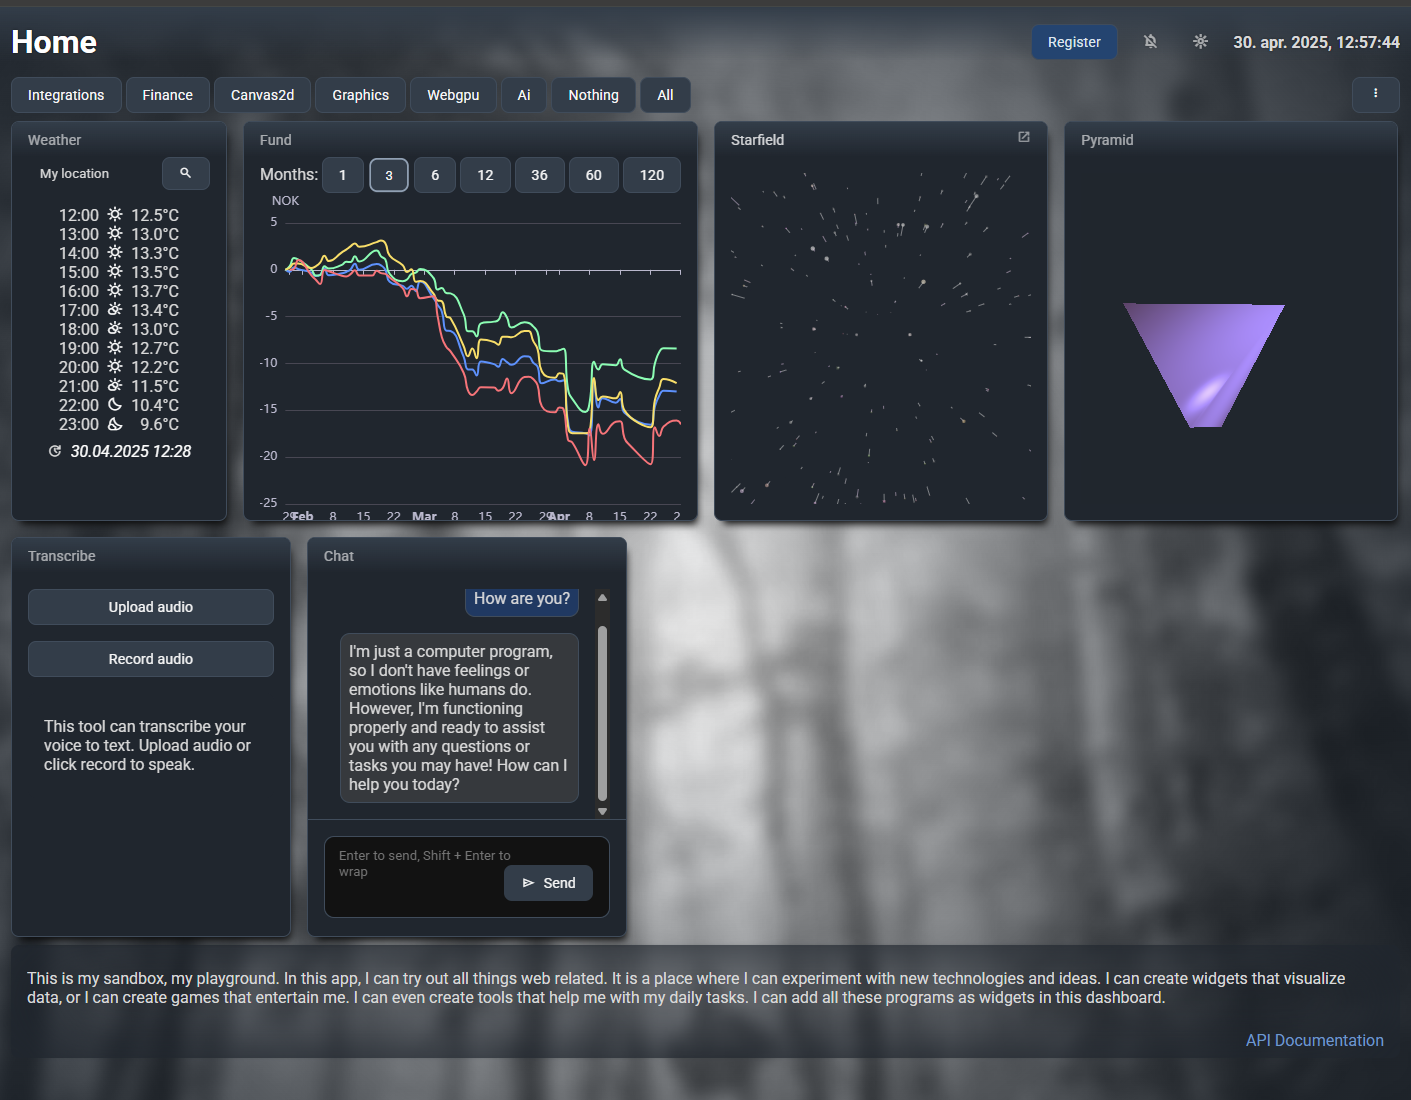 Home
Register
30. apr. 2025, 12:57:44
Integrations Finance Canvas2d Graphics Webgpu Ai Nothing All
Weather
My location
12:00 12.5°C
13:00 13.0°C
14:00 13.3°C
15:00 13.5°C
16:00 13.7°C
17:00 13.4°C
18:00 13.0°C
19:00 12.7°C
20:00 12.2°C
21:00 11.5°C
22:00 10.4°C
23:00 9.6°C
30.04.2025 12:28
Fund
Months: 1 3 6 12 36 60 120
NOK
5
0
-5
-10
-15
-20
-25
29 Feb 8 15 22 Mar 8 15 22 29 Apr 8 15 22 2
Starfield
Pyramid
Transcribe
Upload audio
Record audio
This tool can transcribe your
voice to text. Upload audio or
click record to speak.
Chat
How are you?
I'm just a computer program,
so I don't have feelings or
emotions like humans do.
However, I'm functioning
properly and ready to assist
you with any questions or
tasks you may have! How can I
help you today?
Enter to send, Shift + Enter to
wrap
Send
This is my sandbox, my playground. In this app, I can try out all things web related. It is a place where I can experiment with new technologies and ideas. I can create widgets that visualize
data, or I can create games that entertain me. I can even create tools that help me with my daily tasks. I can add all these programs as widgets in this dashboard.
API Documentation